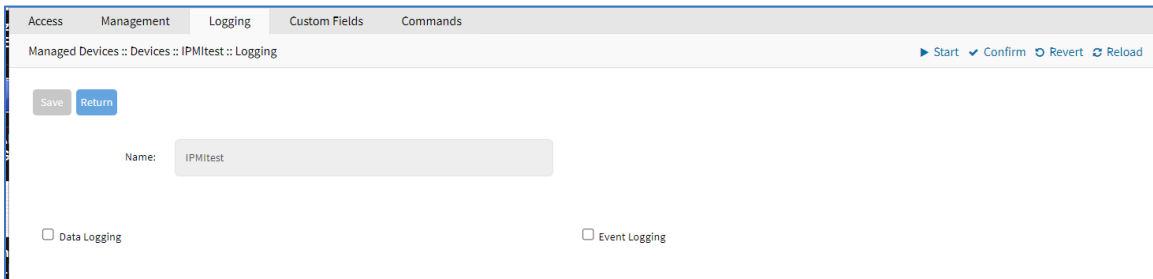 Access Management Logging Custom Fields Commands
Managed Devices :: Devices :: IPMItest :: Logging Start Confirm Revert Reload
Save Return
Name: IPMItest
Data Logging Event Logging